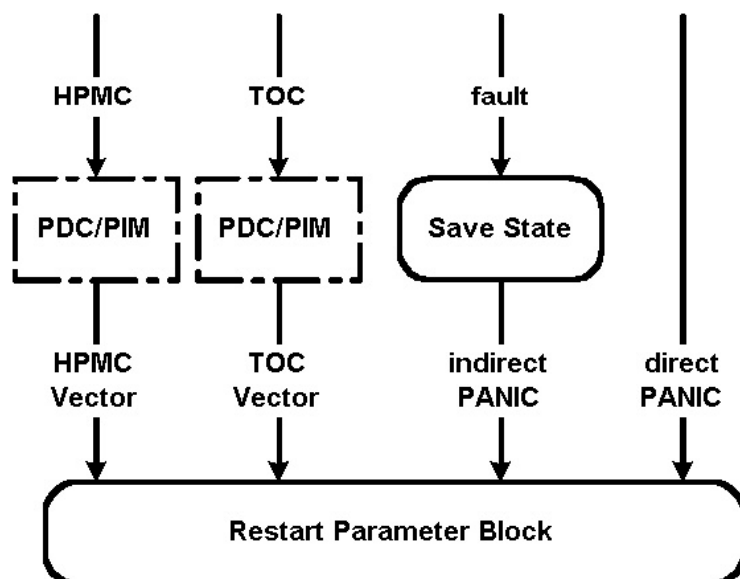 HPMC
TOC
fault
PDC/PIM
PDC/PIM
Save State
HPMC
Vector
TOC
Vector
indirect
PANIC
direct
PANIC
Restart Parameter Block